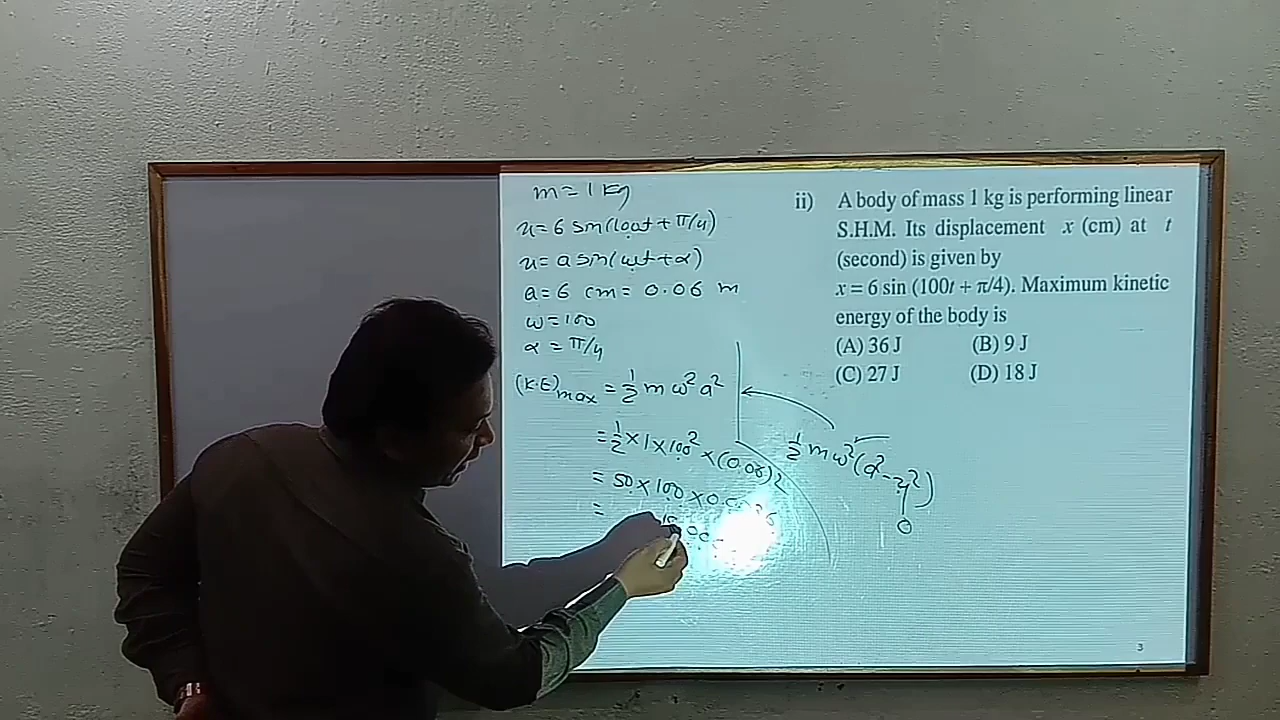 m = 1 kg
x = 6 sin(100t + π/4)
x = a sin(ωt + α)
a = 6 cm = 0.06 m
ω = 100
α = π/4
(K.E)max = 1/2 m ω² a²
= 1/2 × 1 × 100² × (0.06)2
= 50 × 100 ×
=
1/2 m ω² (a² - x²)
0
ii) A body of mass 1 kg is performing linear
S.H.M. Its displacement x (cm) at t
(second) is given by
x = 6 sin (100t + π/4). Maximum kinetic
energy of the body is
(A) 36 J (B) 9 J
(C) 27 J (D) 18 J
3